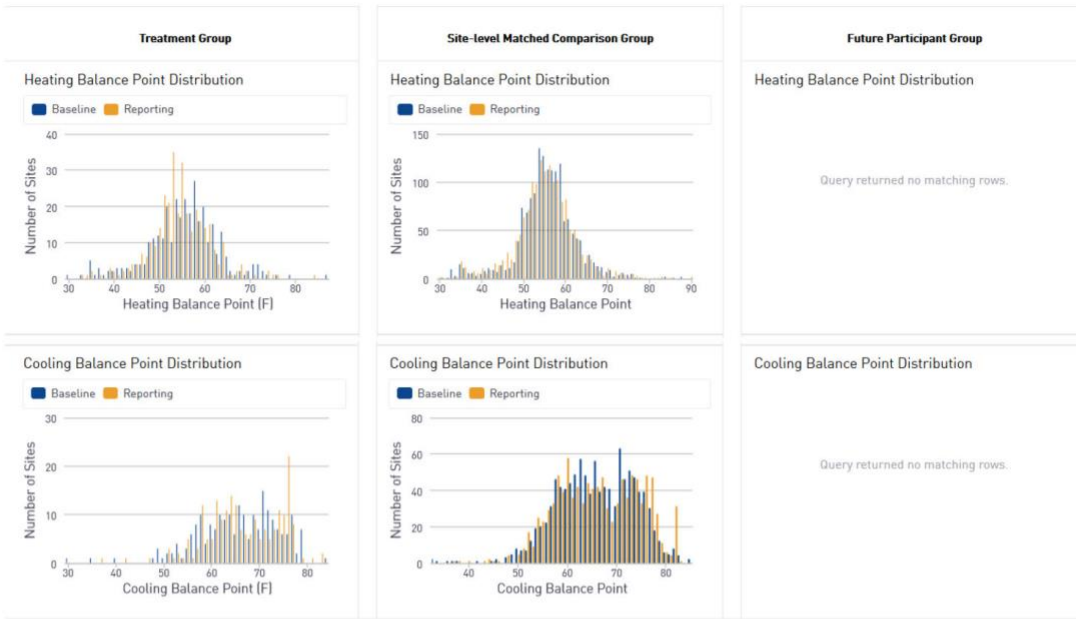 Treatment Group
Site-level Matched Comparison Group
Future Participant Group
Heating Balance Point Distribution
Baseline Reporting
Number of Sites
40
30
20
10
0
30 40 50 60 70 80
Heating Balance Point (F)
Heating Balance Point Distribution
Baseline Reporting
Number of Sites
150
100
50
0
30 40 50 60 70 80 90
Heating Balance Point
Heating Balance Point Distribution
Query returned no matching rows.
Cooling Balance Point Distribution
Baseline Reporting
Number of Sites
30
20
10
0
30 40 50 60 70 80
Cooling Balance Point (F)
Cooling Balance Point Distribution
Baseline Reporting
Number of Sites
80
60
40
20
0
40 50 60 70 80
Cooling Balance Point
Cooling Balance Point Distribution
Query returned no matching rows.